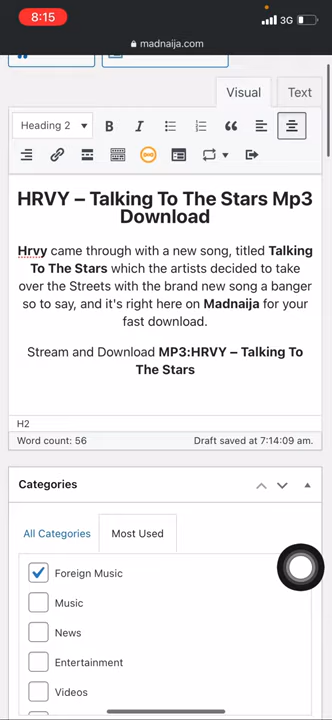 8:15
3G
madnaija.com
Visual
Text
Heading 2
B
I
HRVY – Talking To The Stars Mp3
Download
Hrvy came through with a new song, titled Talking
To The Stars which the artists decided to take
over the Streets with the brand new song a banger
so to say, and it's right here on Madnaija for your
fast download.
Stream and Download MP3:HRVY – Talking To
The Stars
H2
Word count: 56
Draft saved at 7:14:09 am.
Categories
All Categories
Most Used
Foreign Music
Music
News
Entertainment
Videos